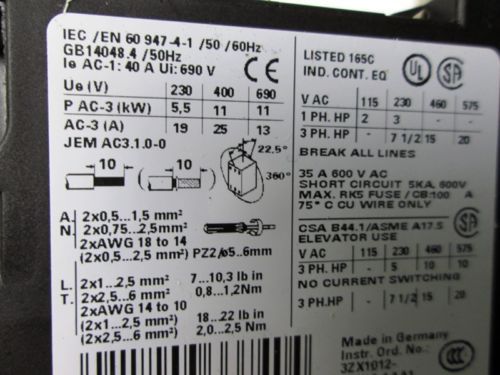 IEC /EN 60 947-4-1 /50 /60Hz
GB14048.4 /50Hz
Ie AC-1: 40 A Ui: 690 V
CE
Ue (V) 230 400 690
P AC-3 (kW) 5,5 11 11
AC-3 (A) 19 25 13
JEM AC3.1.0-0
10
10
22,5°
360°
A. 2x0,5...1,5 mm²
N. 2x0,75...2,5 mm²
2xAWG 18 to 14
(2x0,5...2,5 mm²) PZ2/ø5...6mm
L. 2x1...2,5 mm² 7...10,3 lb in
T. 2x2,5...6 mm² 0,8...1,2Nm
2xAWG 14 to 10
(2x1...2,5 mm²) 18...22 lb in
(2x2,5...6 mm²) 2,0...2,5 Nm
LISTED 165C
IND. CONT. EQ
UL
SA
V AC 115 230 460 575
1 PH. HP 2 3 - -
3 PH. HP - 7 1/2 15 20
BREAK ALL LINES
35 A 600 V AC
SHORT CIRCUIT 5KA, 600V
MAX. RK5 FUSE / CB:100 A
75° C CU WIRE ONLY
CSA B44.1/ASME A17.5
ELEVATOR USE
V AC 115 230 460 575
3 PH. HP - 5 10 10
NO CURRENT SWITCHING
3 PH.HP - 7 1/2 15 20
Made in Germany
Instr. Ord. No.:
3ZX1012-